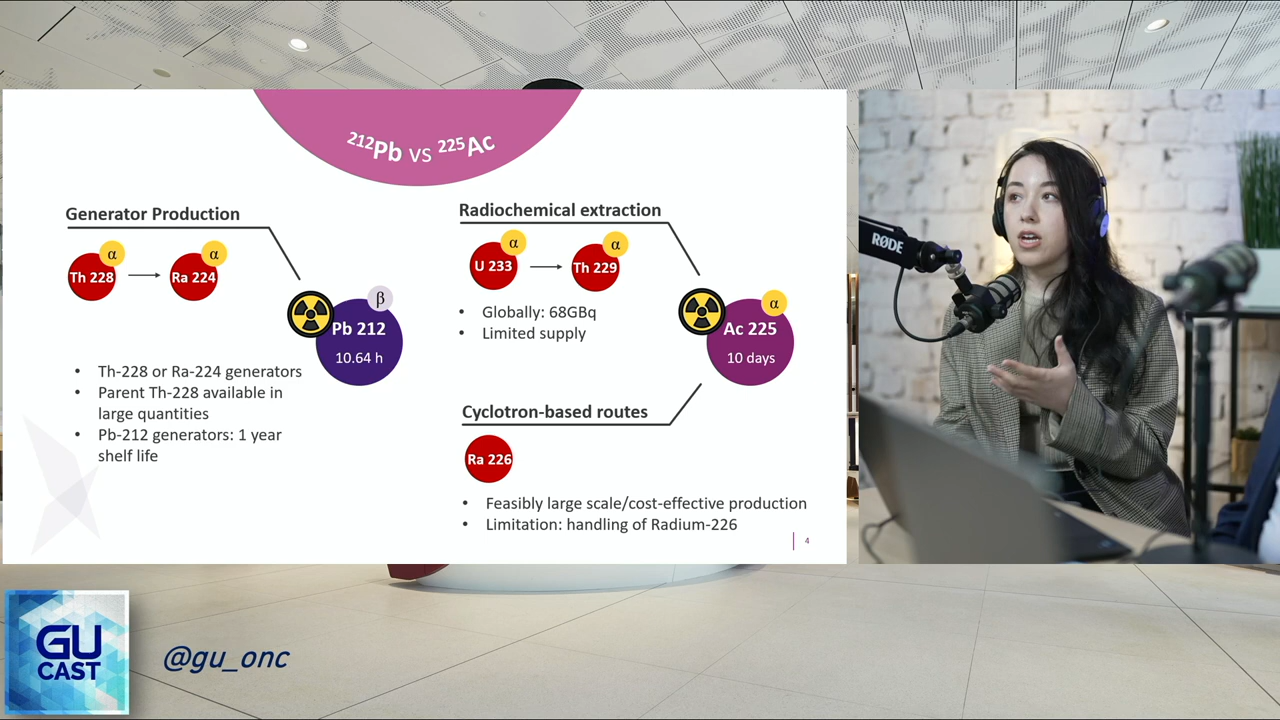 ²¹²Pb VS ²²⁵Ac
Generator Production
α
α
Th 228
Ra 224
β
Pb 212
10.64 h
• Th-228 or Ra-224 generators
• Parent Th-228 available in
large quantities
• Pb-212 generators: 1 year
shelf life
Radiochemical extraction
α
α
U 233
Th 229
• Globally: 68GBq
• Limited supply
α
Ac 225
10 days
Cyclotron-based routes
Ra 226
• Feasibly large scale/cost-effective production
• Limitation: handling of Radium-226
4
RØDE
GU
CAST
@gu_onc